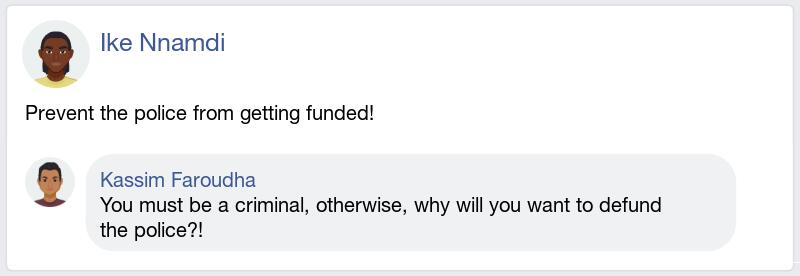 Ike Nnamdi
Prevent the police from getting funded!
Kassim Faroudha
You must be a criminal, otherwise, why will you want to defund
the police?!